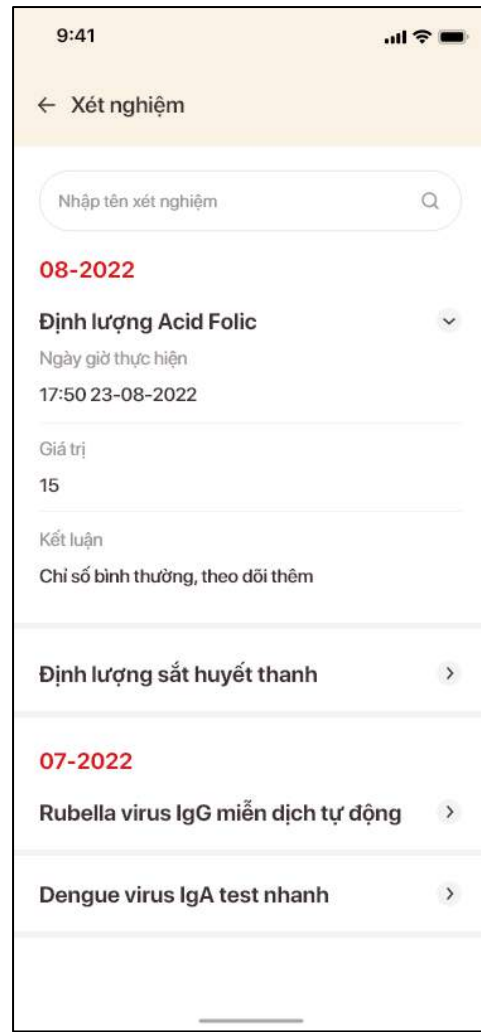 9:41
Xét nghiệm
Nhập tên xét nghiệm
08-2022
Định lượng Acid Folic
Ngày giờ thực hiện
17:50 23-08-2022
Giá trị
15
Kết luận
Chỉ số bình thường, theo dõi thêm
Định lượng sắt huyết thanh
07-2022
Rubella virus IgG miễn dịch tự động
Dengue virus IgA test nhanh